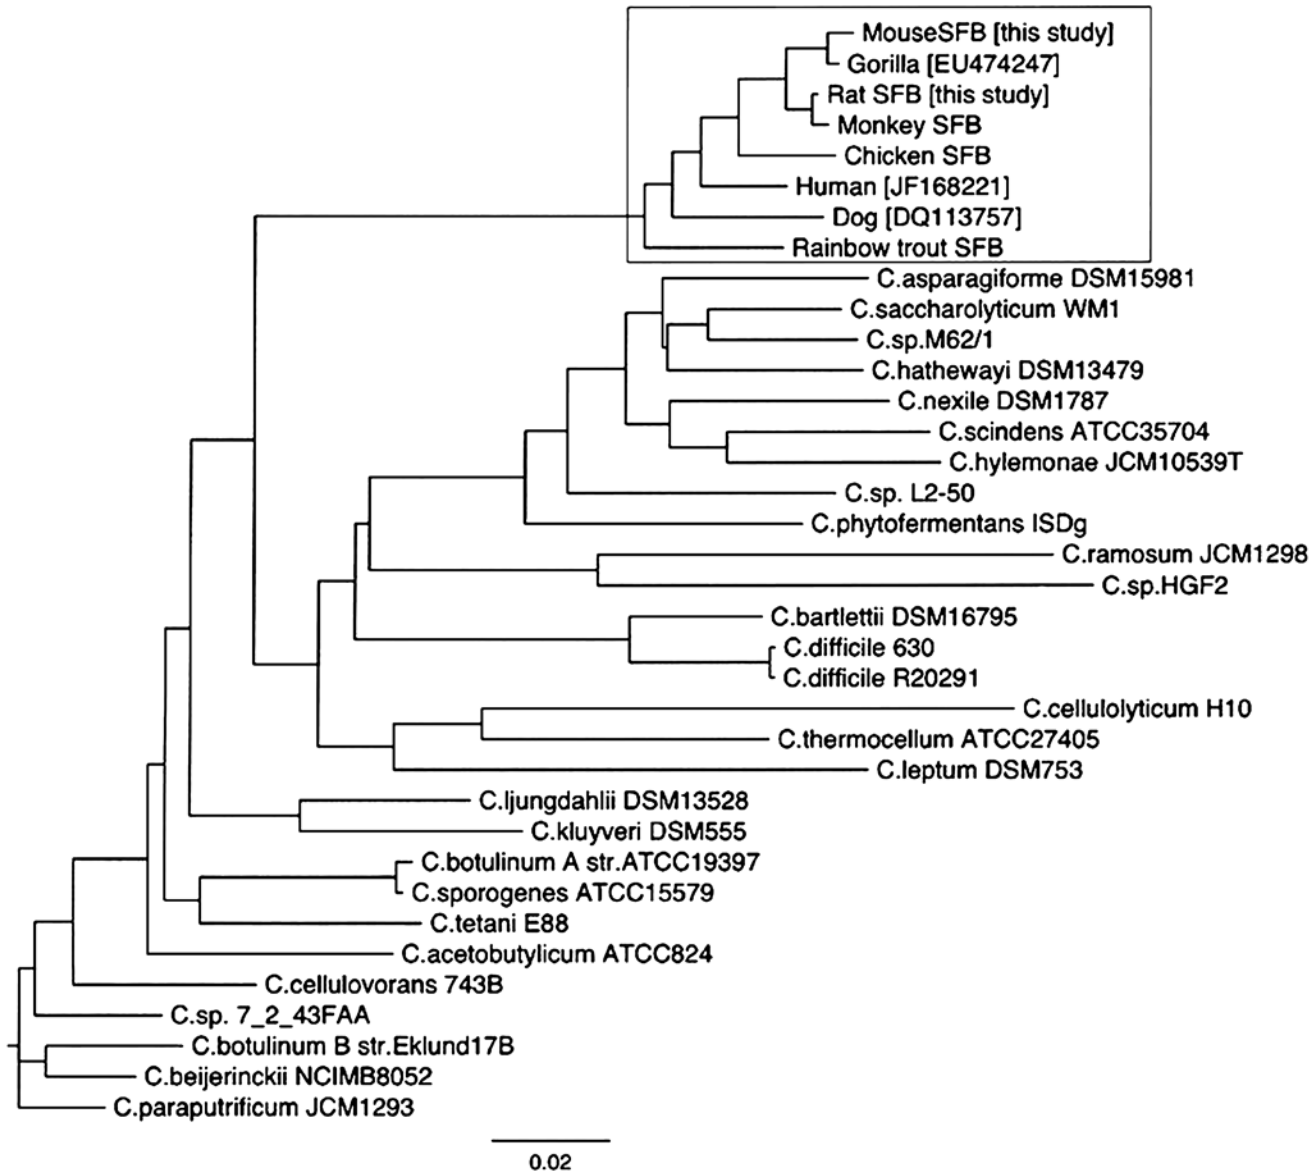 MouseSFB [this study]
Gorilla [EU474247]
Rat SFB [this study]
Monkey SFB
Chicken SFB
Human [JF168221]
Dog [DQ113757]
Rainbow trout SFB
C.asparagiforme DSM15981
C.saccharolyticum WM1
C.sp.M62/1
C.hathewayi DSM13479
C.nexile DSM1787
C.scindens ATCC35704
C.hylemonae JCM10539T
C.sp. L2-50
C.phytofermentans ISDg
C.ramosum JCM1298
C.sp.HGF2
C.bartlettii DSM16795
C.difficile 630
C.difficile R20291
C.cellulolyticum H10
C.thermocellum ATCC27405
C.leptum DSM753
C.ljungdahlii DSM13528
C.kluyveri DSM555
C.botulinum A str.ATCC19397
C.sporogenes ATCC15579
C.tetani E88
C.acetobutylicum ATCC824
C.cellulovorans 743B
C.sp. 7_2_43FAA
C.botulinum B str.Eklund17B
C.beijerinckii NCIMB8052
C.paraputrificum JCM1293
0.02